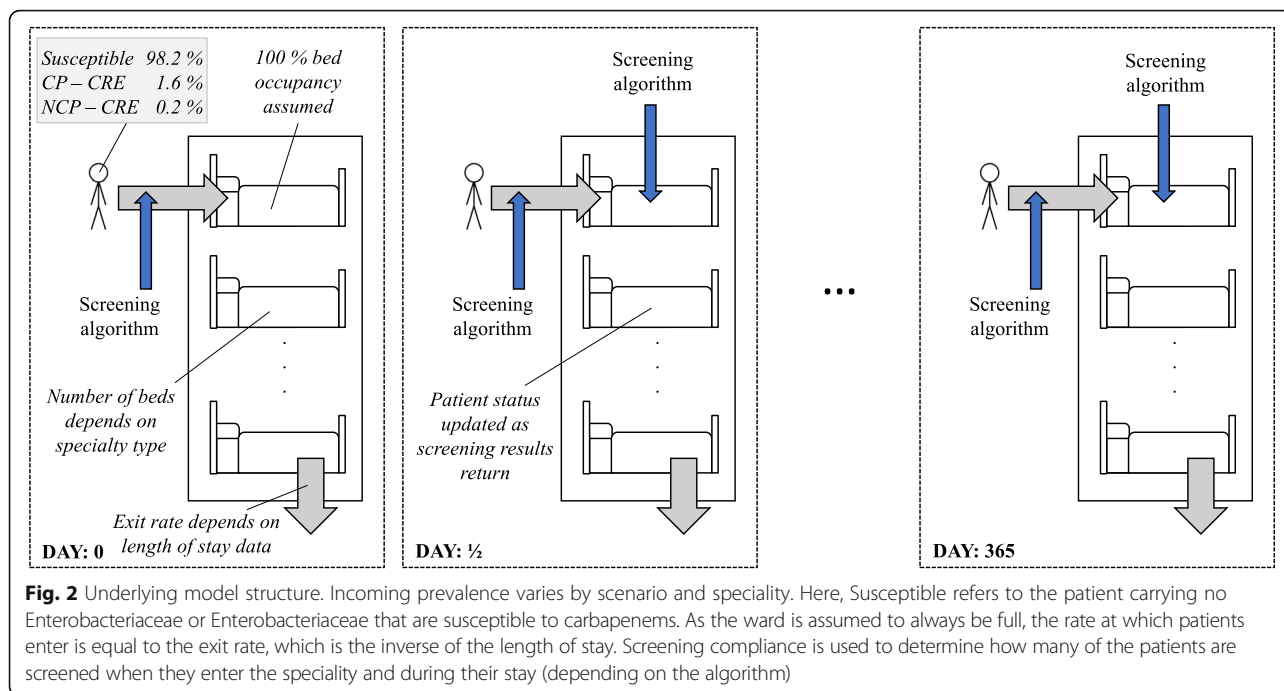 Susceptible 98.2 %
CP – CRE 1.6 %
NCP – CRE 0.2 %
100 % bed
occupancy
assumed
Screening
algorithm
Number of beds
depends on
specialty type
Exit rate depends on
length of stay data
DAY: 0
Screening
algorithm
Screening
algorithm
Patient status
updated as
screening results
return
DAY: ½
...
Screening
algorithm
Screening
algorithm
DAY: 365
Fig. 2 Underlying model structure. Incoming prevalence varies by scenario and speciality. Here, Susceptible refers to the patient carrying no
Enterobacteriaceae or Enterobacteriaceae that are susceptible to carbapenems. As the ward is assumed to always be full, the rate at which patients
enter is equal to the exit rate, which is the inverse of the length of stay. Screening compliance is used to determine how many of the patients are
screened when they enter the speciality and during their stay (depending on the algorithm)